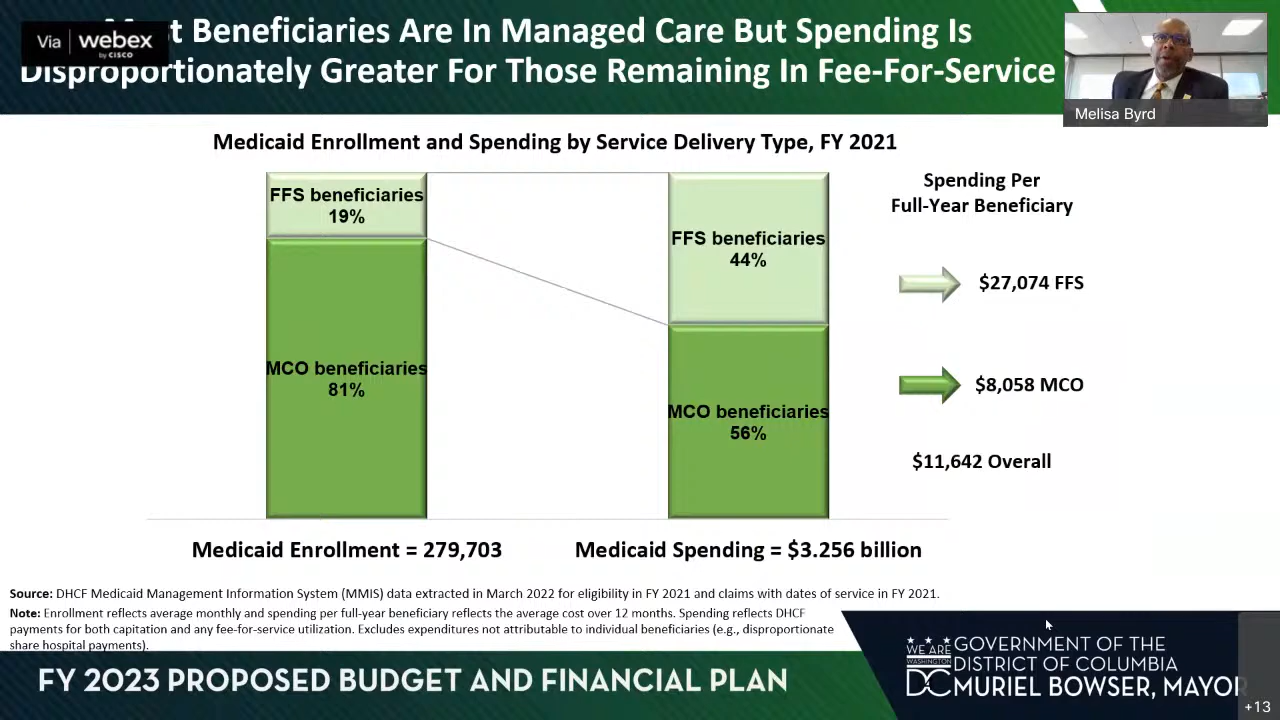 Via webex
by CISCO
t Beneficiaries Are In Managed Care But Spending Is
Disproportionately Greater For Those Remaining In Fee-For-Service
Melisa Byrd
Medicaid Enrollment and Spending by Service Delivery Type, FY 2021
FFS beneficiaries
19%
MCO beneficiaries
81%
FFS beneficiaries
44%
MCO beneficiaries
56%
Spending Per
Full-Year Beneficiary
$27,074 FFS
$8,058 MCO
$11,642 Overall
Medicaid Enrollment = 279,703
Medicaid Spending = $3.256 billion
Source: DHCF Medicaid Management Information System (MMIS) data extracted in March 2022 for eligibility in FY 2021 and claims with dates of service in FY 2021.
Note: Enrollment reflects average monthly and spending per full-year beneficiary reflects the average cost over 12 months. Spending reflects DHCF
payments for both capitation and any fee-for-service utilization. Excludes expenditures not attributable to individual beneficiaries (e.g., disproportionate
share hospital payments).
FY 2023 PROPOSED BUDGET AND FINANCIAL PLAN
WE ARE
WASHINGTON
DC
GOVERNMENT OF THE
DISTRICT OF COLUMBIA
MURIEL BOWSER, MAYOR
+13